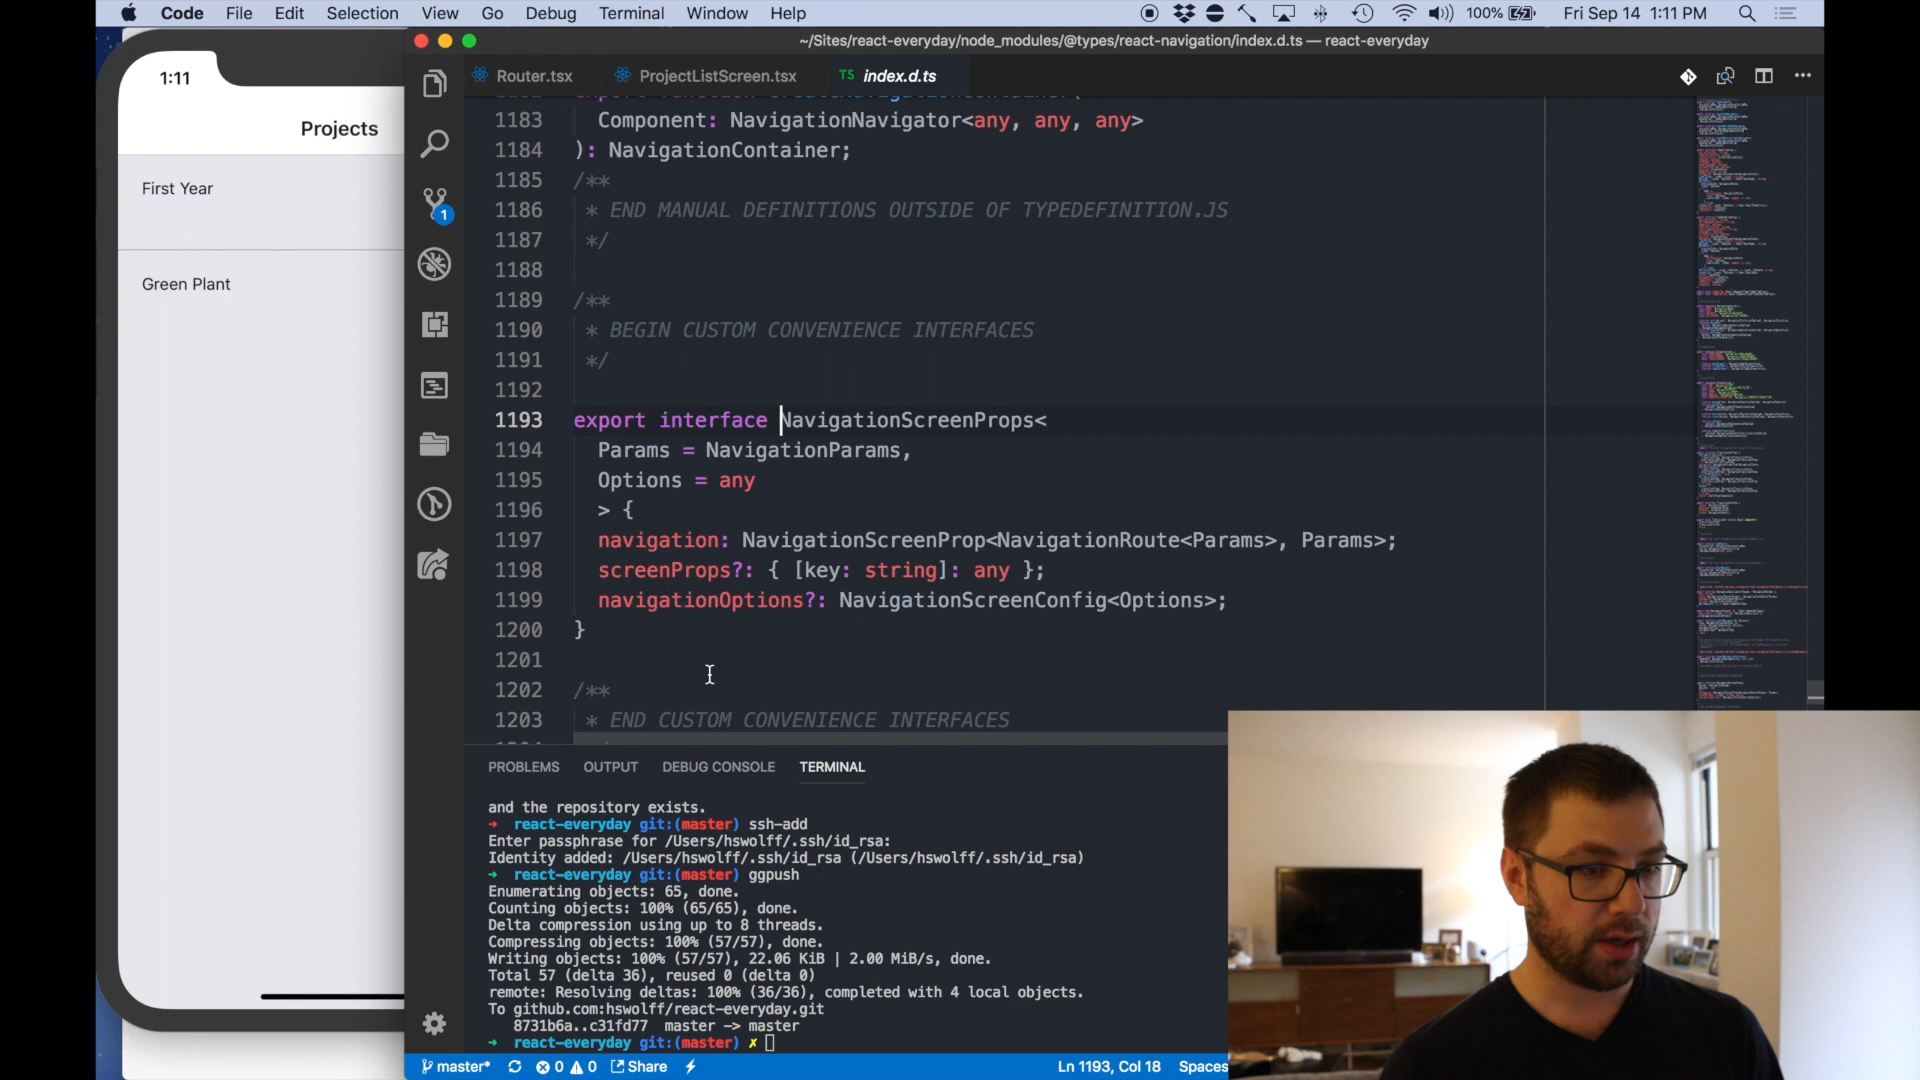 Code File Edit Selection View Go Debug Terminal Window Help
100% Fri Sep 14 1:11 PM
~/Sites/react-everyday/node_modules/@types/react-navigation/index.d.ts — react-everyday
1:11
Projects
First Year
Green Plant
Router.tsx
ProjectListScreen.tsx
TS index.d.ts
1
1183 Component: NavigationNavigator<any, any, any>
1184 ): NavigationContainer;
1185 /**
1186 * END MANUAL DEFINITIONS OUTSIDE OF TYPEDEFINITION.JS
1187 */
1188
1189 /**
1190 * BEGIN CUSTOM CONVENIENCE INTERFACES
1191 */
1192
1193 export interface NavigationScreenProps<
1194 Params = NavigationParams,
1195 Options = any
1196 > {
1197 navigation: NavigationScreenProp<NavigationRoute<Params>, Params>;
1198 screenProps?: { [key: string]: any };
1199 navigationOptions?: NavigationScreenConfig<Options>;
1200 }
1201
1202 /**
1203 * END CUSTOM CONVENIENCE INTERFACES
PROBLEMS OUTPUT DEBUG CONSOLE TERMINAL
and the repository exists.
➜ react-everyday git:(master) ssh-add
Enter passphrase for /Users/hswolff/.ssh/id_rsa:
Identity added: /Users/hswolff/.ssh/id_rsa (/Users/hswolff/.ssh/id_rsa)
➜ react-everyday git:(master) ggpush
Enumerating objects: 65, done.
Counting objects: 100% (65/65), done.
Delta compression using up to 8 threads.
Compressing objects: 100% (57/57), done.
Writing objects: 100% (57/57), 22.06 KiB | 2.00 MiB/s, done.
Total 57 (delta 36), reused 0 (delta 0)
remote: Resolving deltas: 100% (36/36), completed with 4 local objects.
To github.com:hswolff/react-everyday.git
8731b6a..c31fd77 master -> master
➜ react-everyday git:(master) ✗
master* 0 0 Share
Ln 1193, Col 18 Spaces